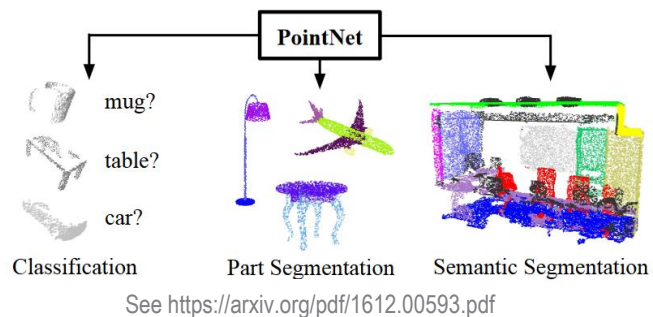 PointNet
mug?
table?
car?
Classification
Part Segmentation
Semantic Segmentation
See https://arxiv.org/pdf/1612.00593.pdf